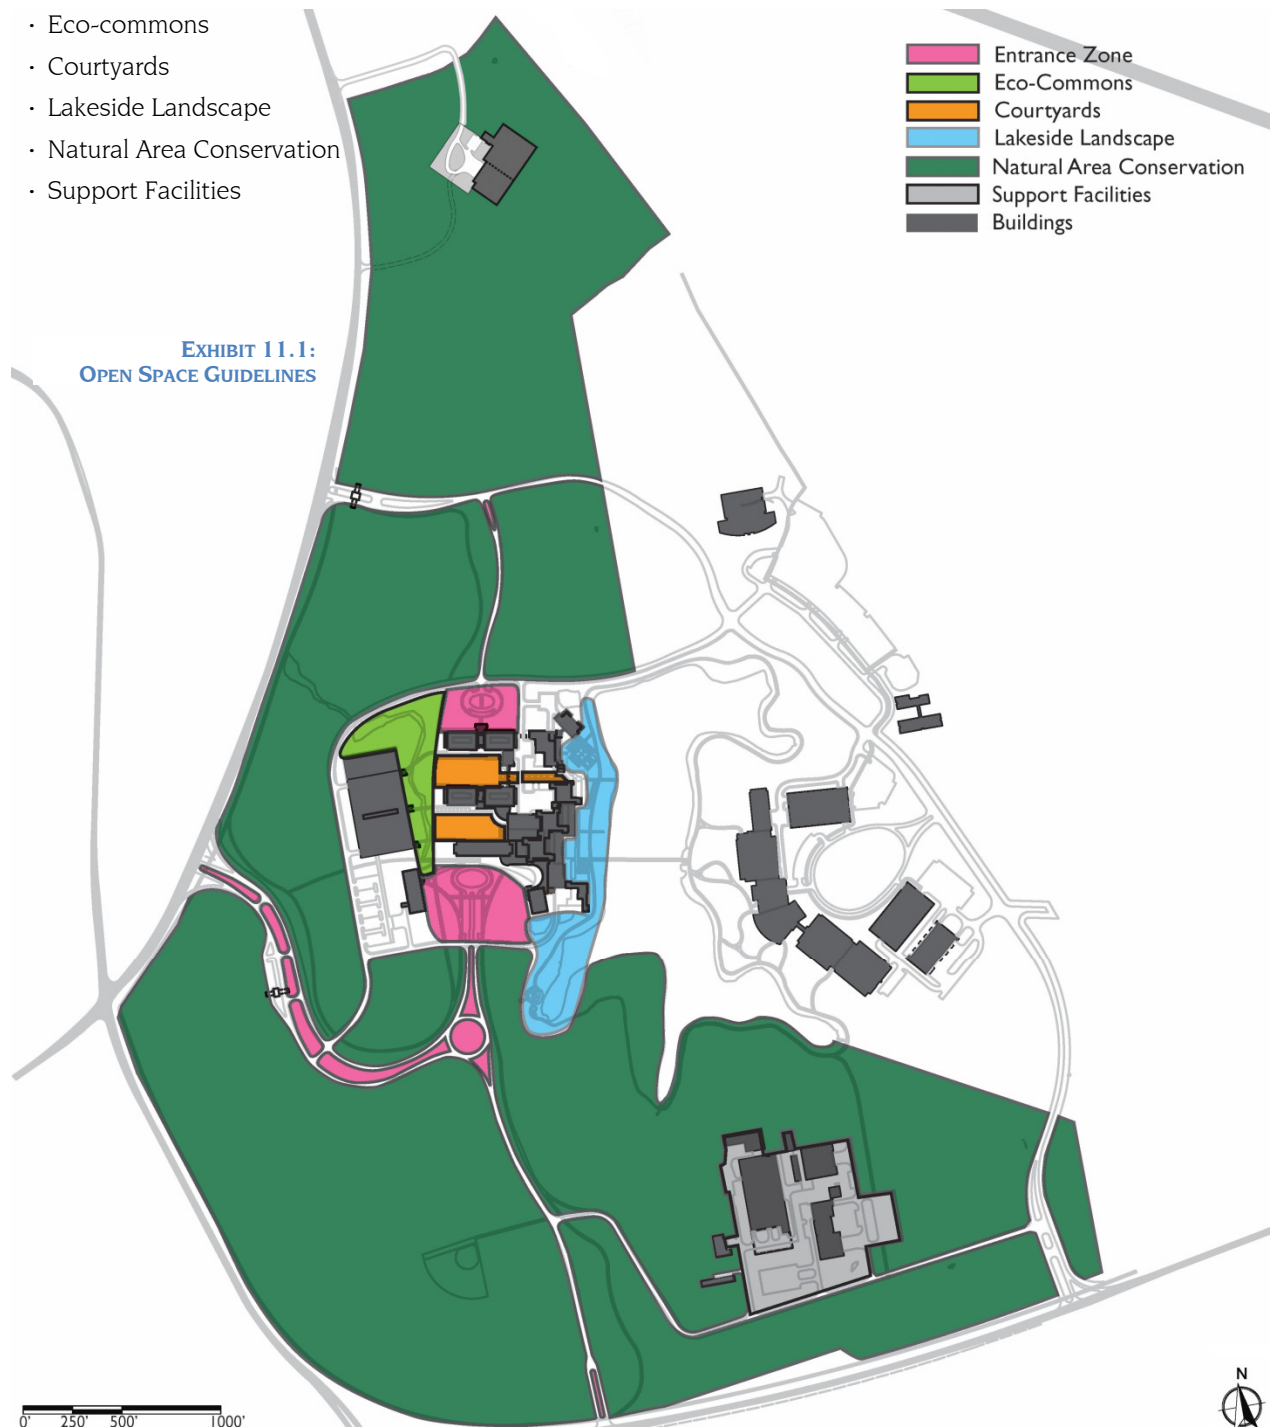 · Eco-commons
· Courtyards
· Lakeside Landscape
· Natural Area Conservation
· Support Facilities
Entrance Zone
Eco-Commons
Courtyards
Lakeside Landscape
Natural Area Conservation
Support Facilities
Buildings
EXHIBIT 11.1:
OPEN SPACE GUIDELINES
N
0' 250' 500' 1000'